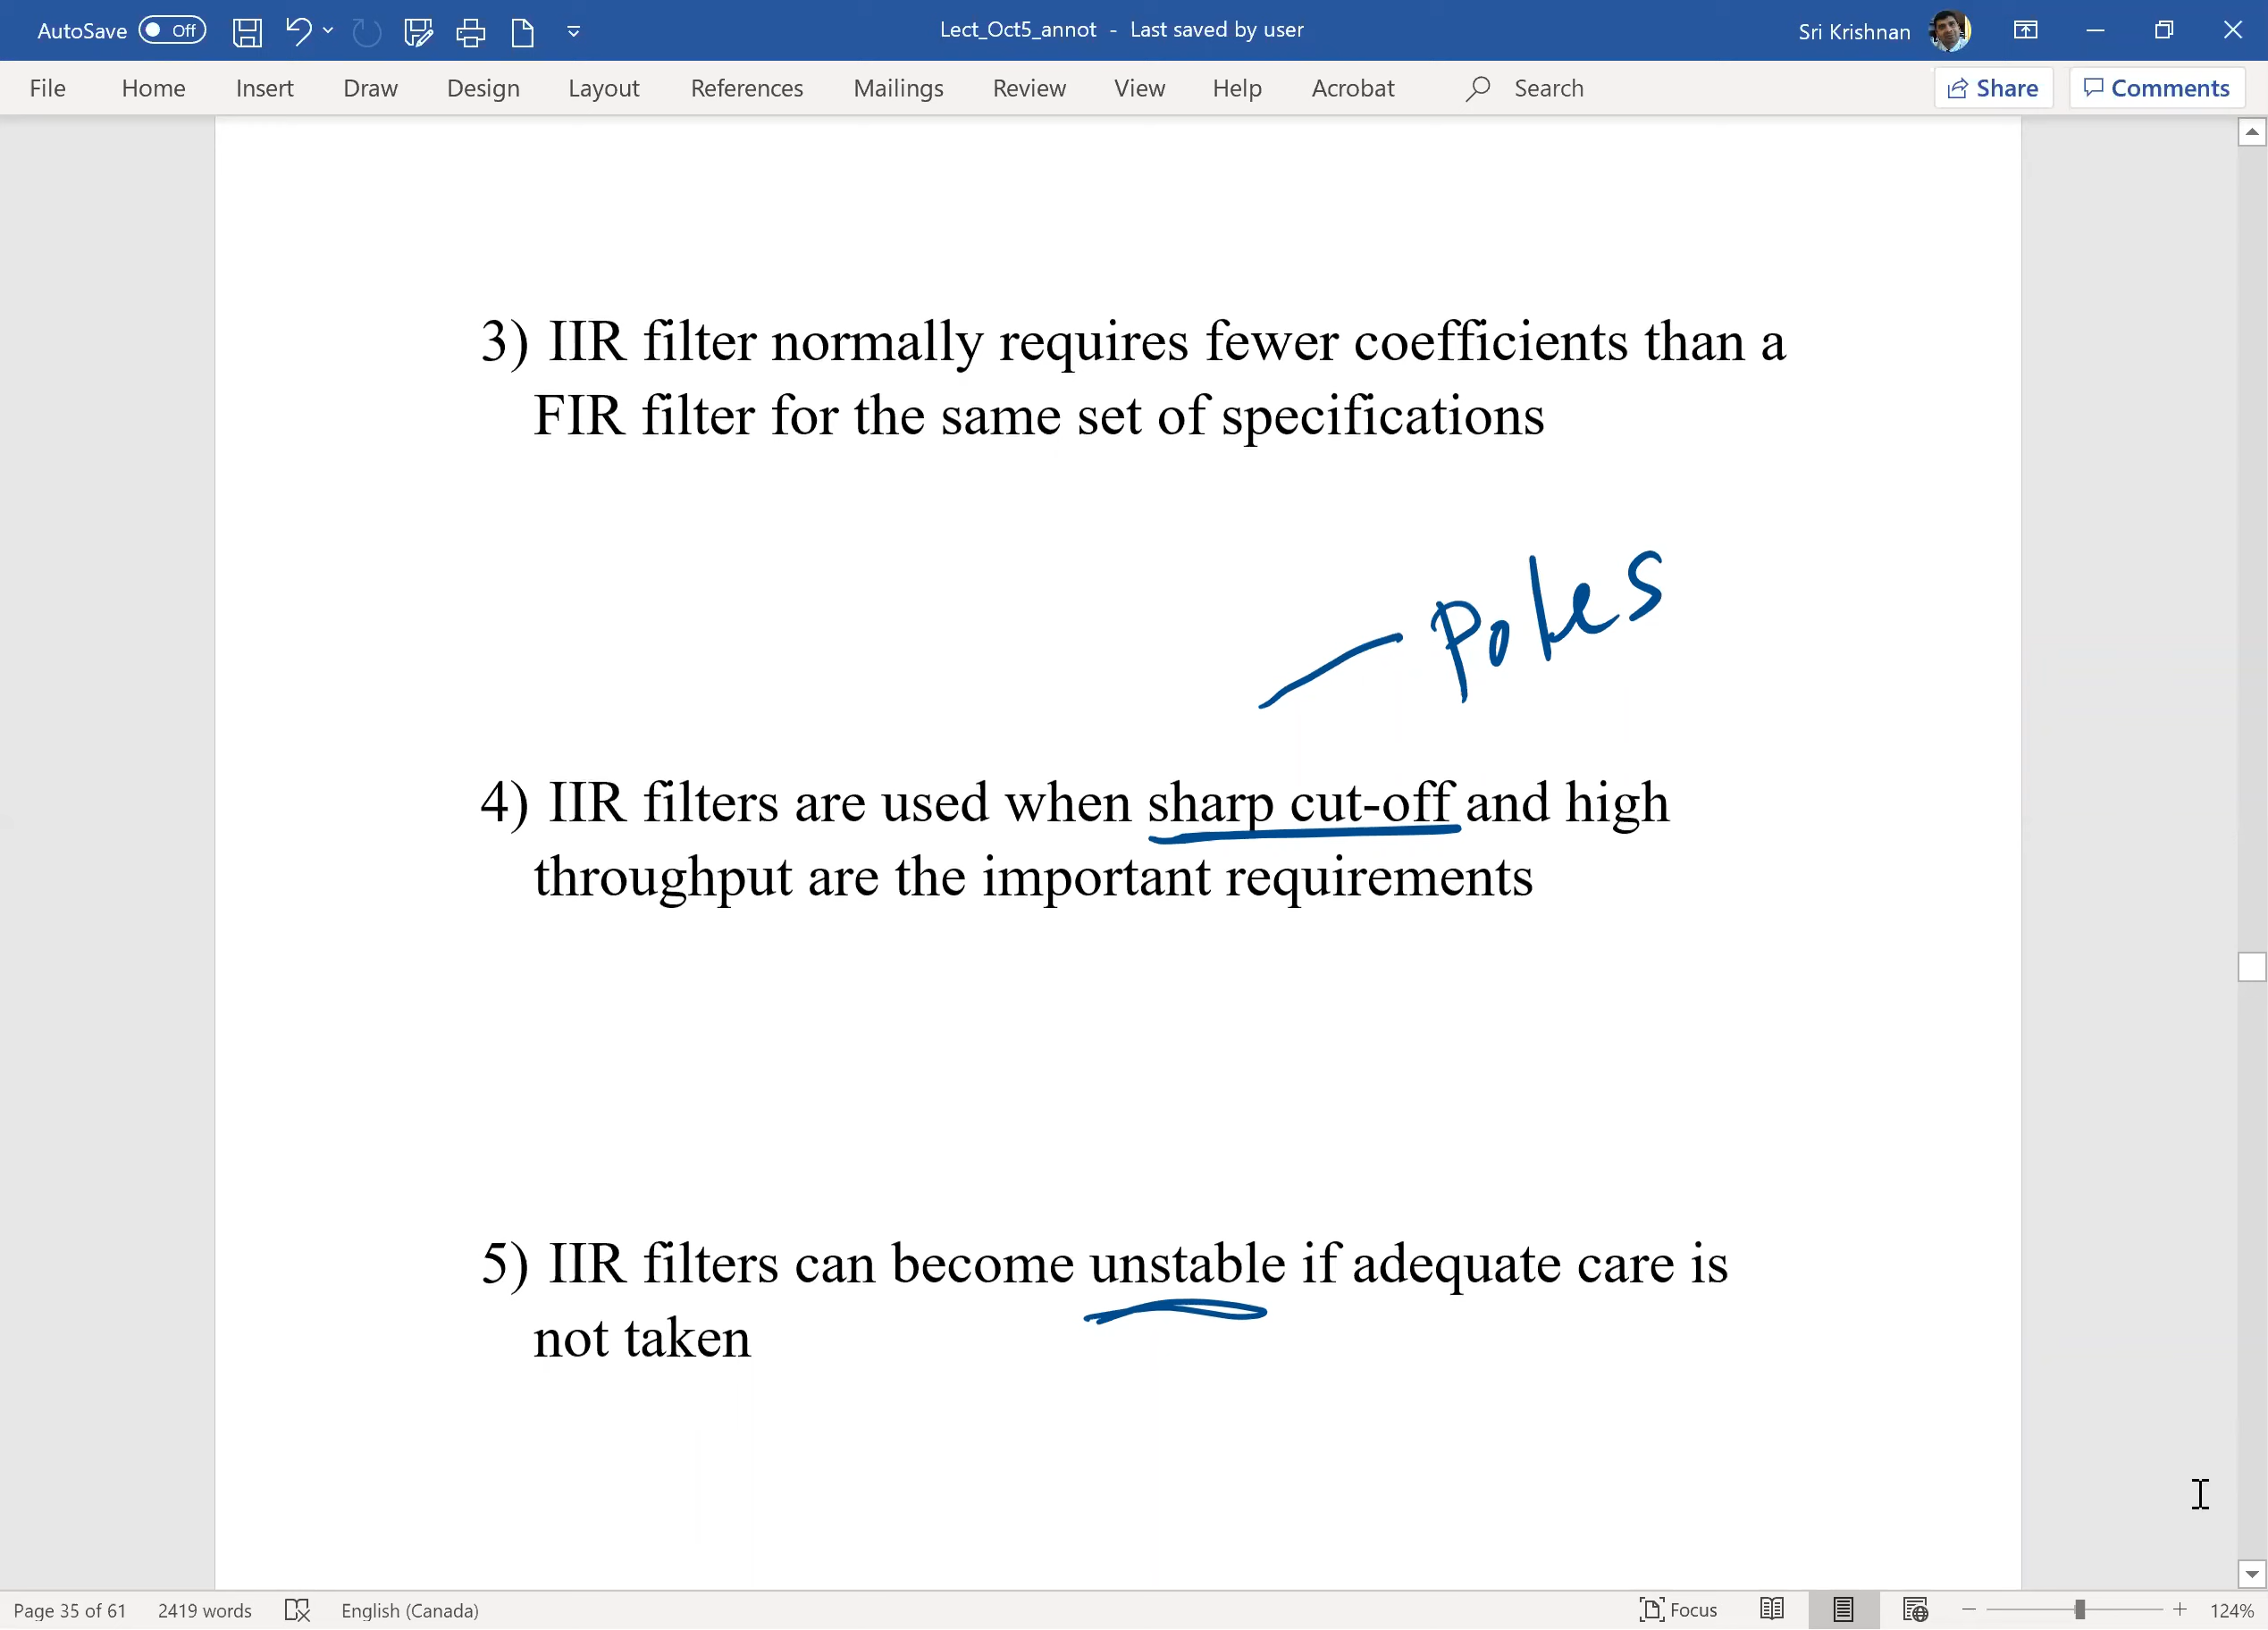 AutoSave Off Lect_Oct5_annot - Last saved by user Sri Krishnan
File Home Insert Draw Design Layout References Mailings Review View Help Acrobat Search Share Comments
3) IIR filter normally requires fewer coefficients than a
FIR filter for the same set of specifications
Poles
4) IIR filters are used when sharp cut-off and high
throughput are the important requirements
5) IIR filters can become unstable if adequate care is
not taken
Page 35 of 61 2419 words English (Canada) Focus 124%